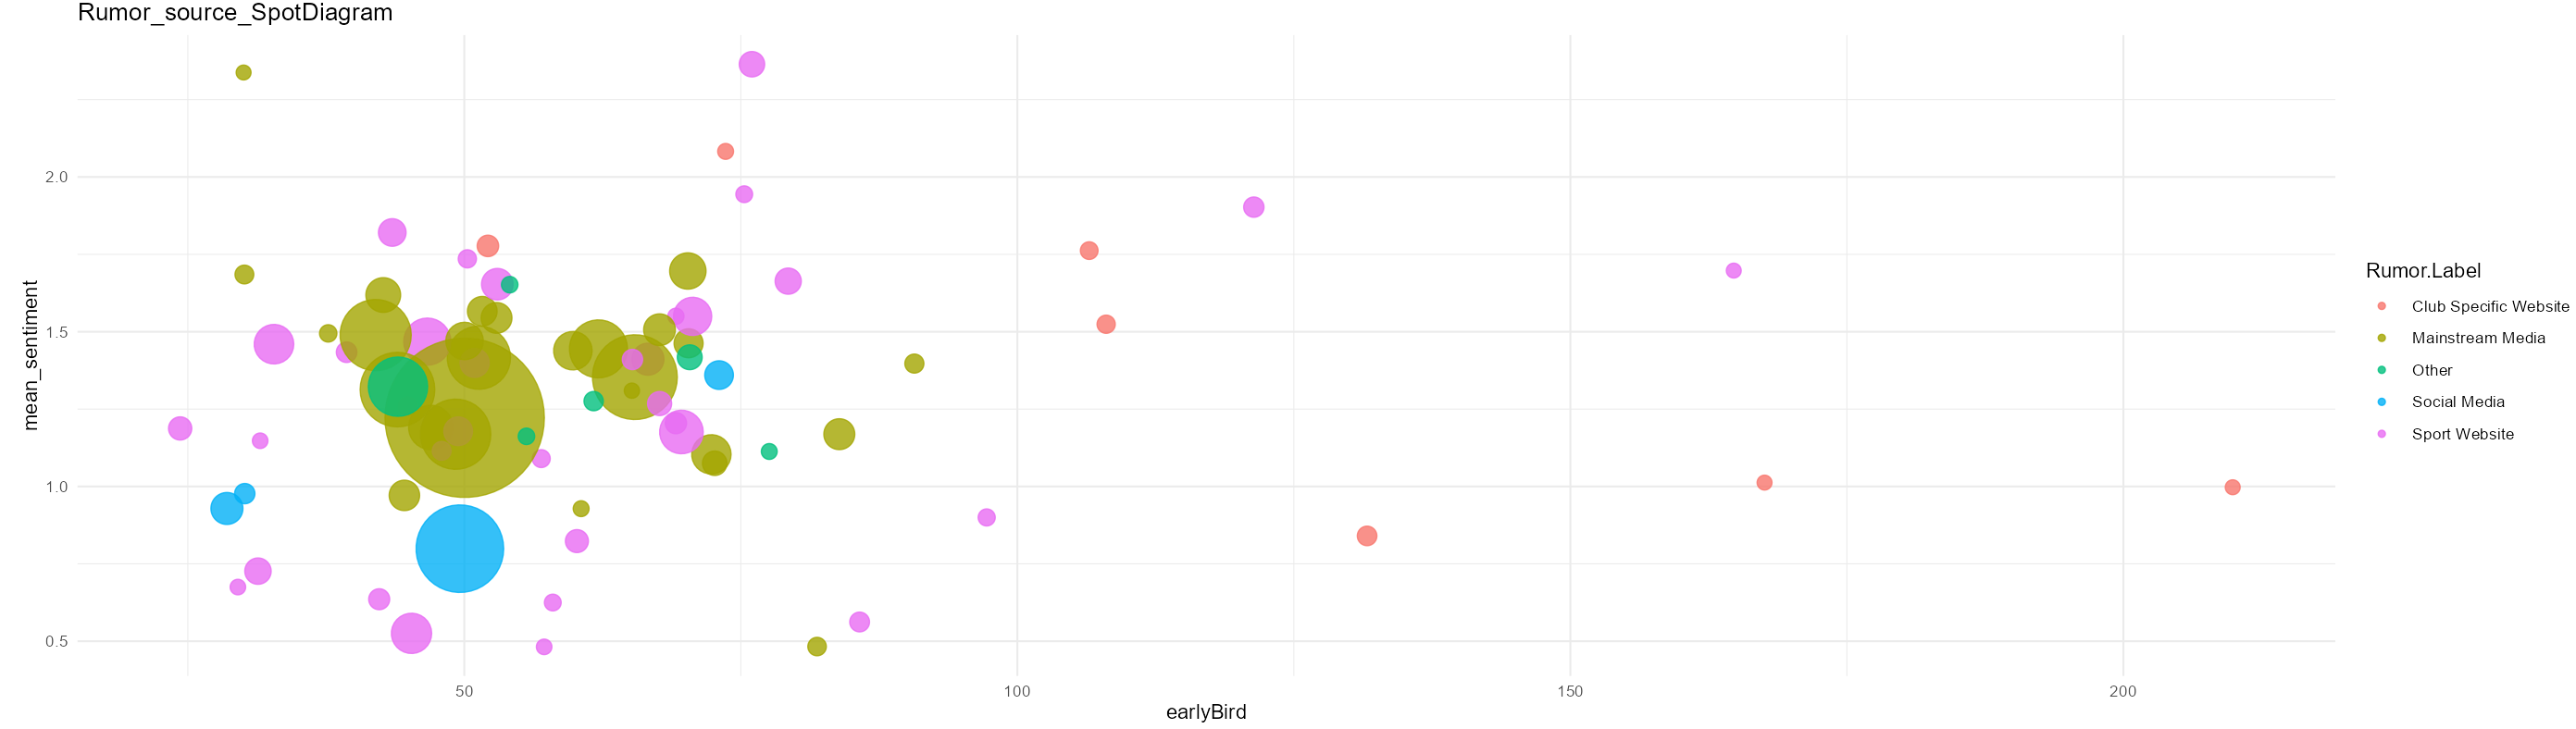 Rumor_source_SpotDiagram
mean_sentiment
2.0
1.5
1.0
0.5
50
100
150
200
earlyBird
Rumor.Label
Club Specific Website
Mainstream Media
Other
Social Media
Sport Website